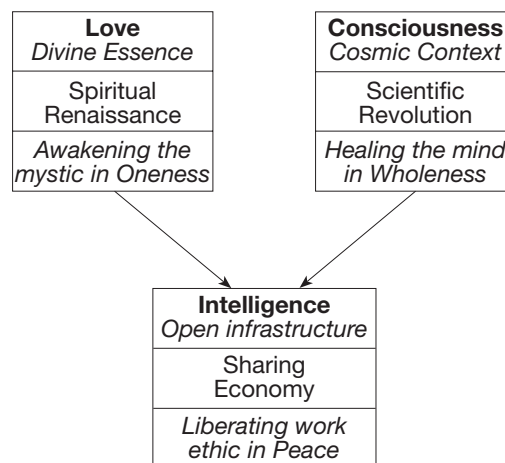 Love
Divine Essence
Spiritual
Renaissance
Awakening the
mystic in Oneness
Consciousness
Cosmic Context
Scientific
Revolution
Healing the mind
in Wholeness
Intelligence
Open infrastructure
Sharing
Economy
Liberating work
ethic in Peace